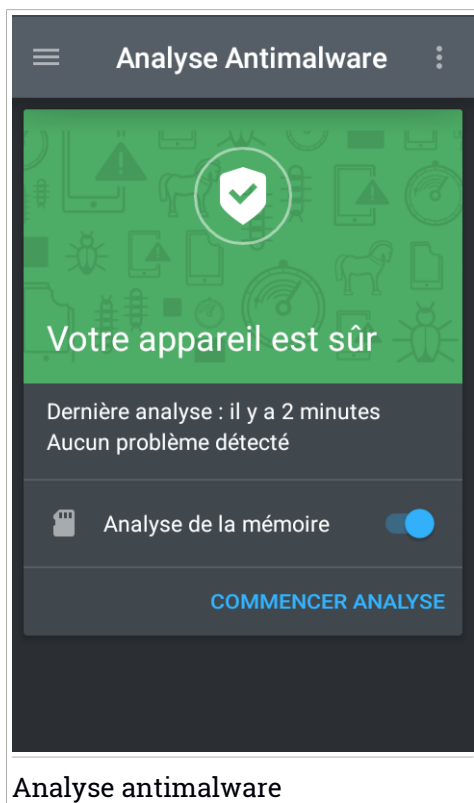 Analyse Antimalware
Votre appareil est sûr
Dernière analyse : il y a 2 minutes
Aucun problème détecté
Analyse de la mémoire
COMMENCER ANALYSE
Analyse antimalware